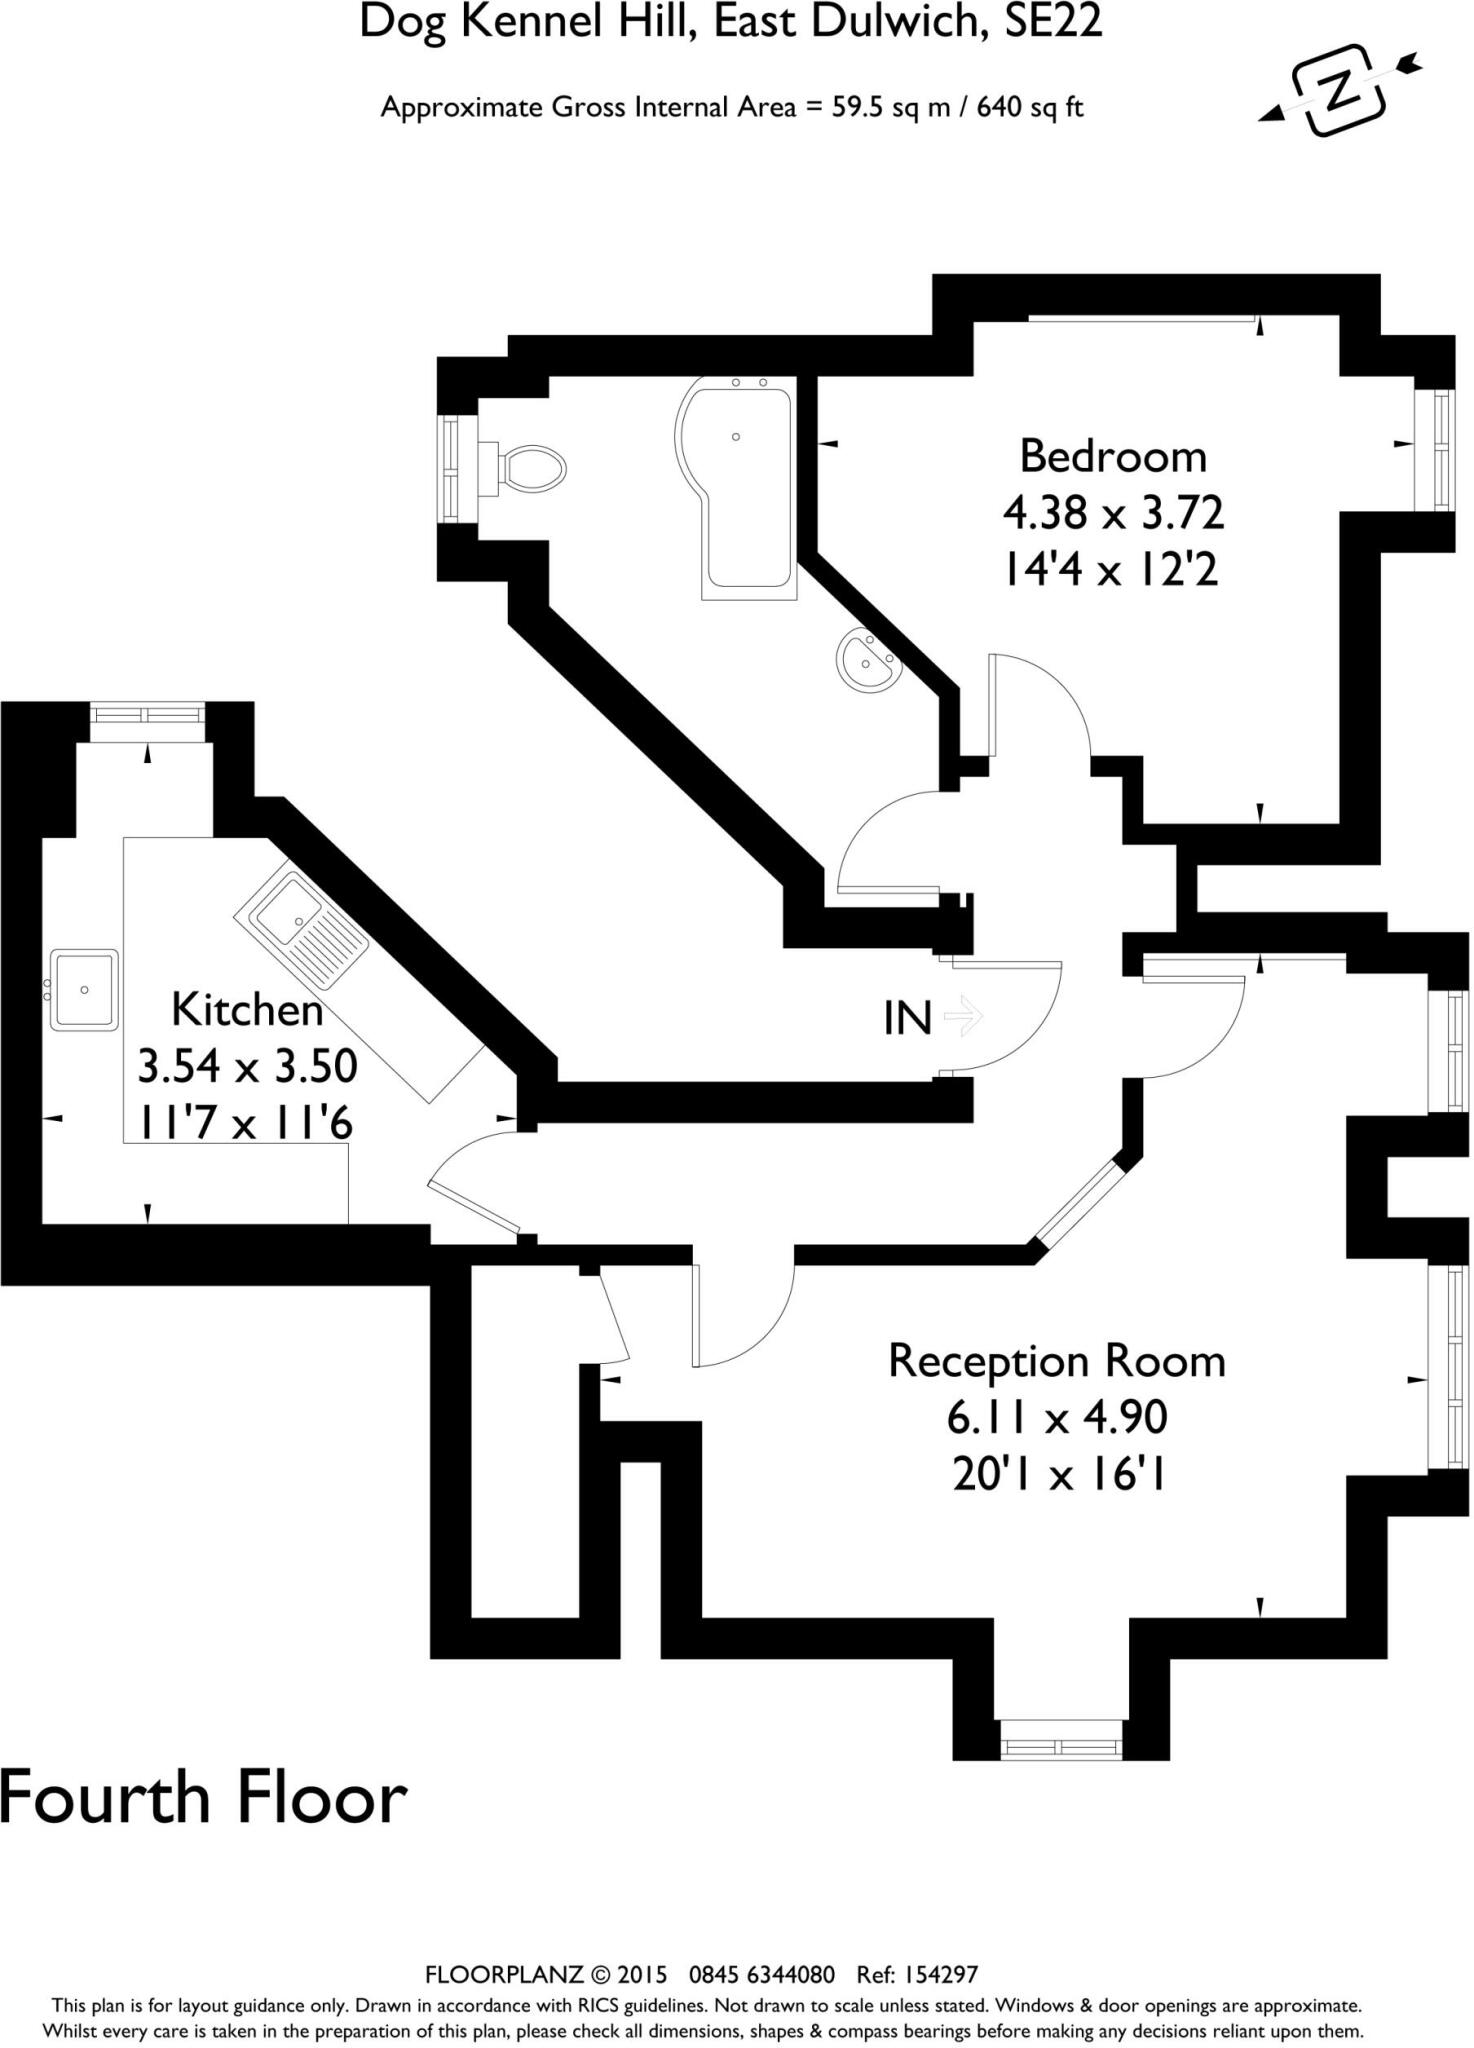 Dog Kennel Hill, East Dulwich, SE22
Approximate Gross Internal Area = 59.5 sq m / 640 sq ft
N
Bedroom
4.38 x 3.72
14'4 x 12'2
Kitchen
3.54 x 3.50
11'7 x 11'6
IN
Reception Room
6.11 x 4.90
20'1 x 16'1
Fourth Floor
FLOORPLANZ © 2015 0845 6344080 Ref: 154297
This plan is for layout guidance only. Drawn in accordance with RICS guidelines. Not drawn to scale unless stated. Windows & door openings are approximate.
Whilst every care is taken in the preparation of this plan, please check all dimensions, shapes & compass bearings before making any decisions reliant upon them.